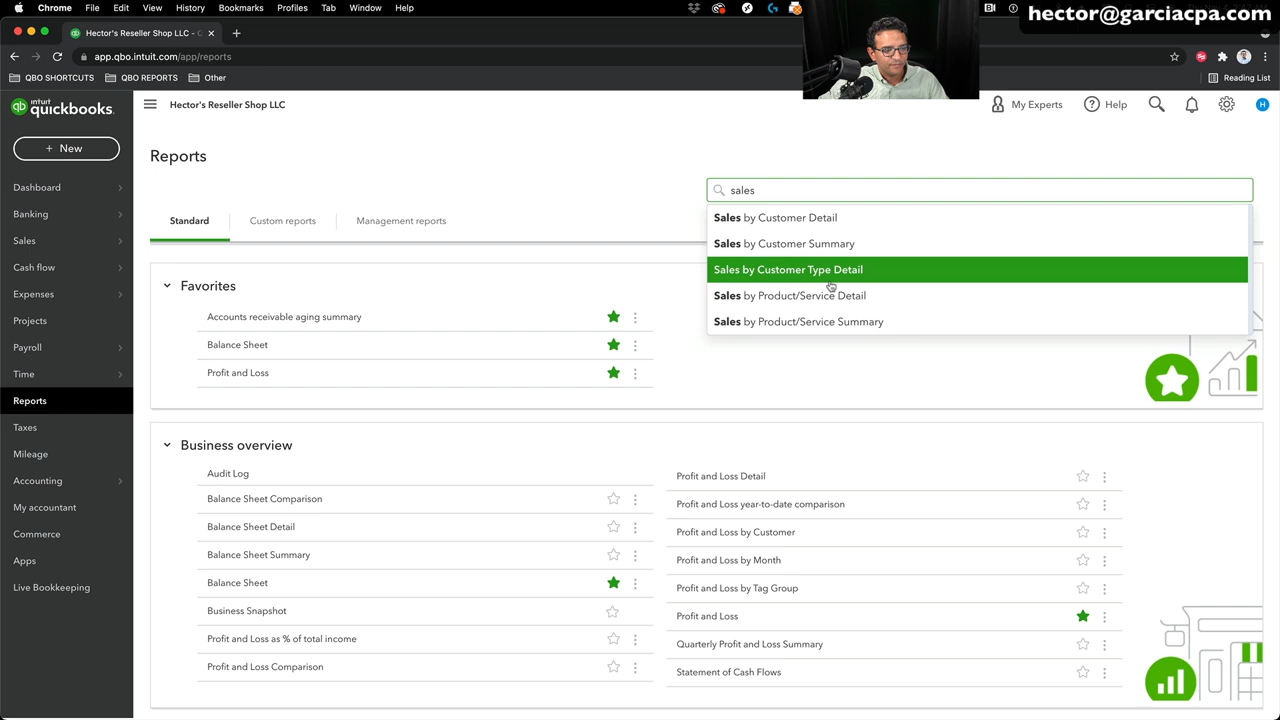 Chrome File Edit View History Bookmarks Profiles Tab Window Help
hector@garciacpa.com
Hector's Reseller Shop LLC - C
app.qbo.intuit.com/app/reports
QBO SHORTCUTS QBO REPORTS Other
Reading List
intuit quickbooks.
Hector's Reseller Shop LLC
My Experts Help H
+ New
Dashboard
Banking
Sales
Cash flow
Expenses
Projects
Payroll
Time
Reports
Taxes
Mileage
Accounting
My accountant
Commerce
Apps
Live Bookkeeping
Reports
sales
Sales by Customer Detail
Sales by Customer Summary
Sales by Customer Type Detail
Sales by Product/Service Detail
Sales by Product/Service Summary
Standard Custom reports Management reports
Favorites
Accounts receivable aging summary
Balance Sheet
Profit and Loss
Business overview
Audit Log
Balance Sheet Comparison
Balance Sheet Detail
Balance Sheet Summary
Balance Sheet
Business Snapshot
Profit and Loss as % of total income
Profit and Loss Comparison
Profit and Loss Detail
Profit and Loss year-to-date comparison
Profit and Loss by Customer
Profit and Loss by Month
Profit and Loss by Tag Group
Profit and Loss
Quarterly Profit and Loss Summary
Statement of Cash Flows